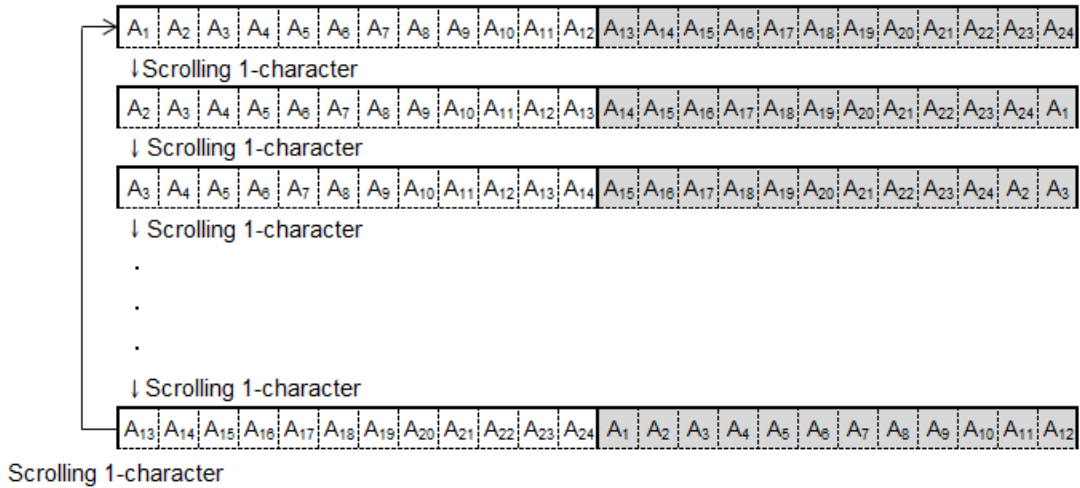 A₁ A₂ A₃ A₄ A₅ A₆ A₇ A₈ A₉ A₁₀ A₁₁ A₁₂ A₁₃ A₁₄ A₁₅ A₁₆ A₁₇ A₁₈ A₁₉ A₂₀ A₂₁ A₂₂ A₂₃ A₂₄
↓Scrolling 1-character
A₂ A₃ A₄ A₅ A₆ A₇ A₈ A₉ A₁₀ A₁₁ A₁₂ A₁₃ A₁₄ A₁₅ A₁₆ A₁₇ A₁₈ A₁₉ A₂₀ A₂₁ A₂₂ A₂₃ A₂₄ A₁
↓ Scrolling 1-character
A₃ A₄ A₅ A₆ A₇ A₈ A₉ A₁₀ A₁₁ A₁₂ A₁₃ A₁₄ A₁₅ A₁₆ A₁₇ A₁₈ A₁₉ A₂₀ A₂₁ A₂₂ A₂₃ A₂₄ A₂ A₃
↓ Scrolling 1-character
.
.
.
↓ Scrolling 1-character
A₁₃ A₁₄ A₁₅ A₁₆ A₁₇ A₁₈ A₁₉ A₂₀ A₂₁ A₂₂ A₂₃ A₂₄ A₁ A₂ A₃ A₄ A₅ A₆ A₇ A₈ A₉ A₁₀ A₁₁ A₁₂
Scrolling 1-character